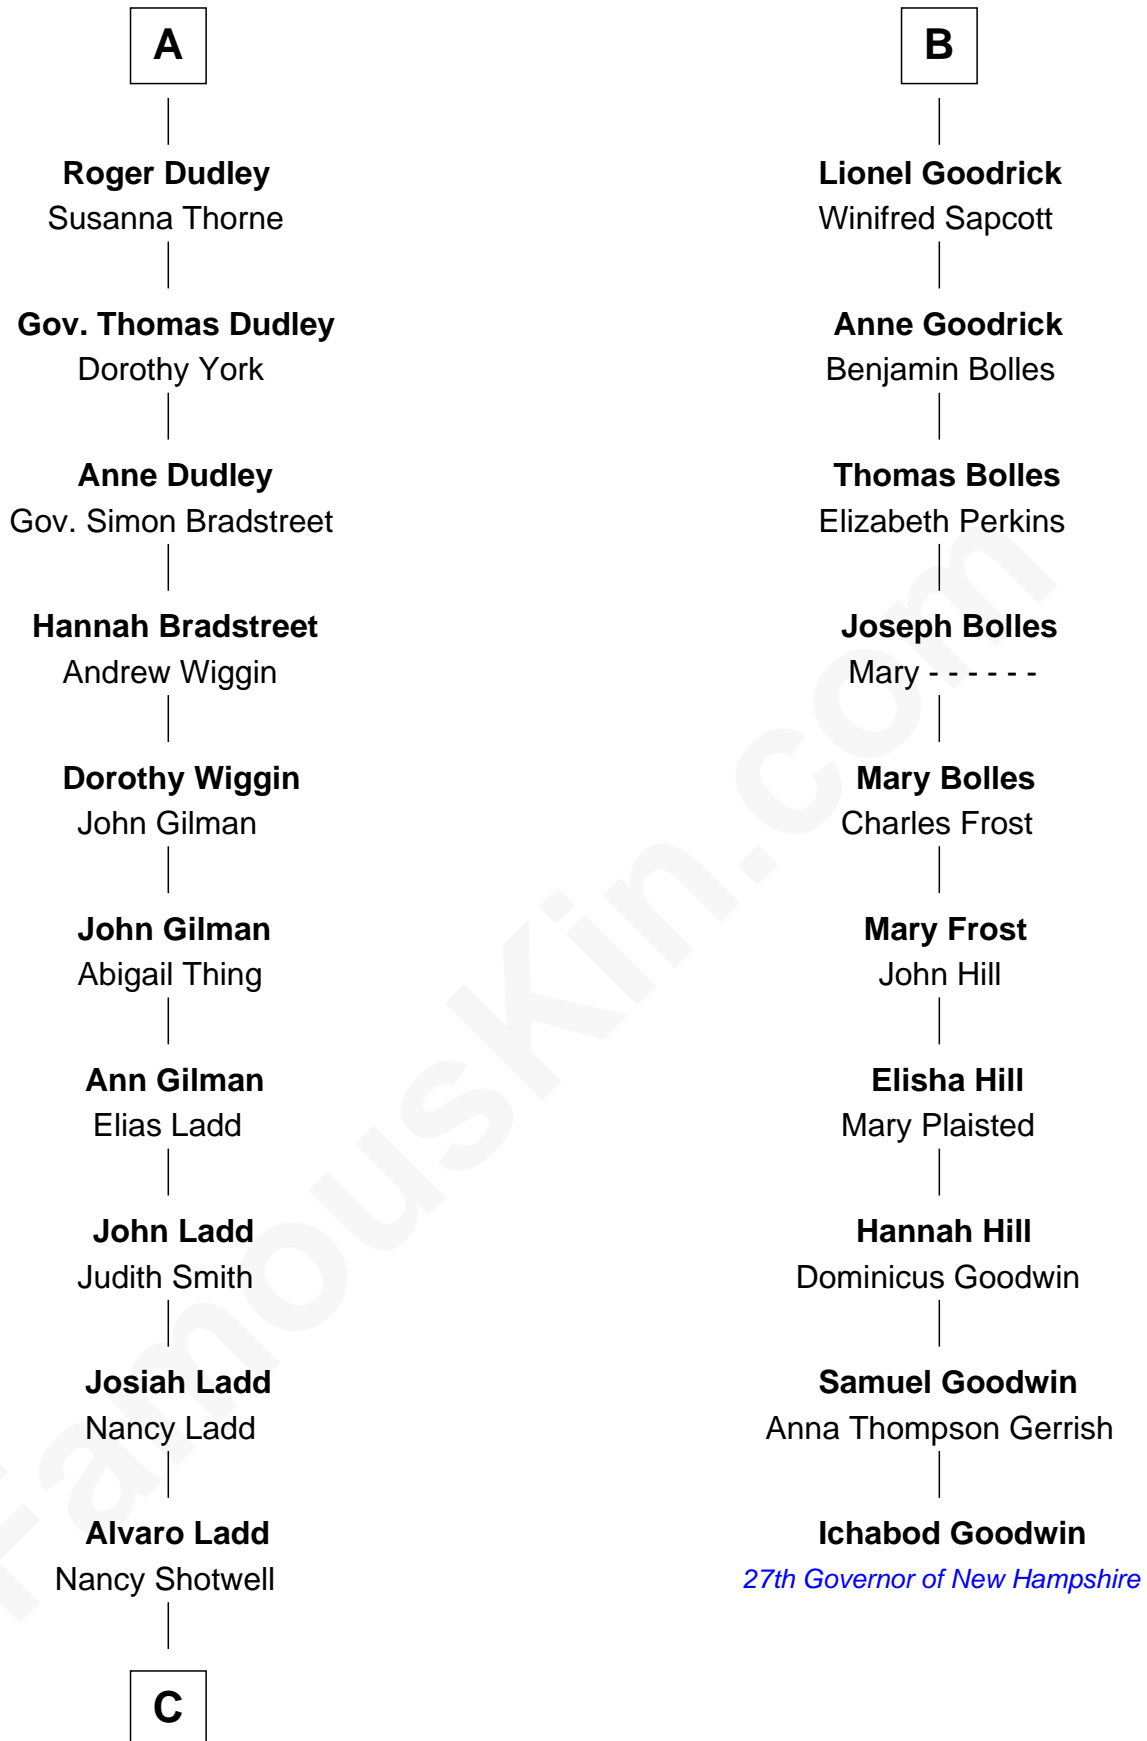 A
Roger Dudley
Susanna Thorne
Gov. Thomas Dudley
Dorothy York
Anne Dudley
Gov. Simon Bradstreet
Hannah Bradstreet
Andrew Wiggin
Dorothy Wiggin
John Gilman
John Gilman
Abigail Thing
Ann Gilman
Elias Ladd
John Ladd
Judith Smith
Josiah Ladd
Nancy Ladd
Alvaro Ladd
Nancy Shotwell
C
B
Lionel Goodrick
Winifred Sapcott
Anne Goodrick
Benjamin Bolles
Thomas Bolles
Elizabeth Perkins
Joseph Bolles
Mary - - - - - -
Mary Bolles
Charles Frost
Mary Frost
John Hill
Elisha Hill
Mary Plaisted
Hannah Hill
Dominicus Goodwin
Samuel Goodwin
Anna Thompson Gerrish
Ichabod Goodwin
27th Governor of New Hampshire
FamousKin.com